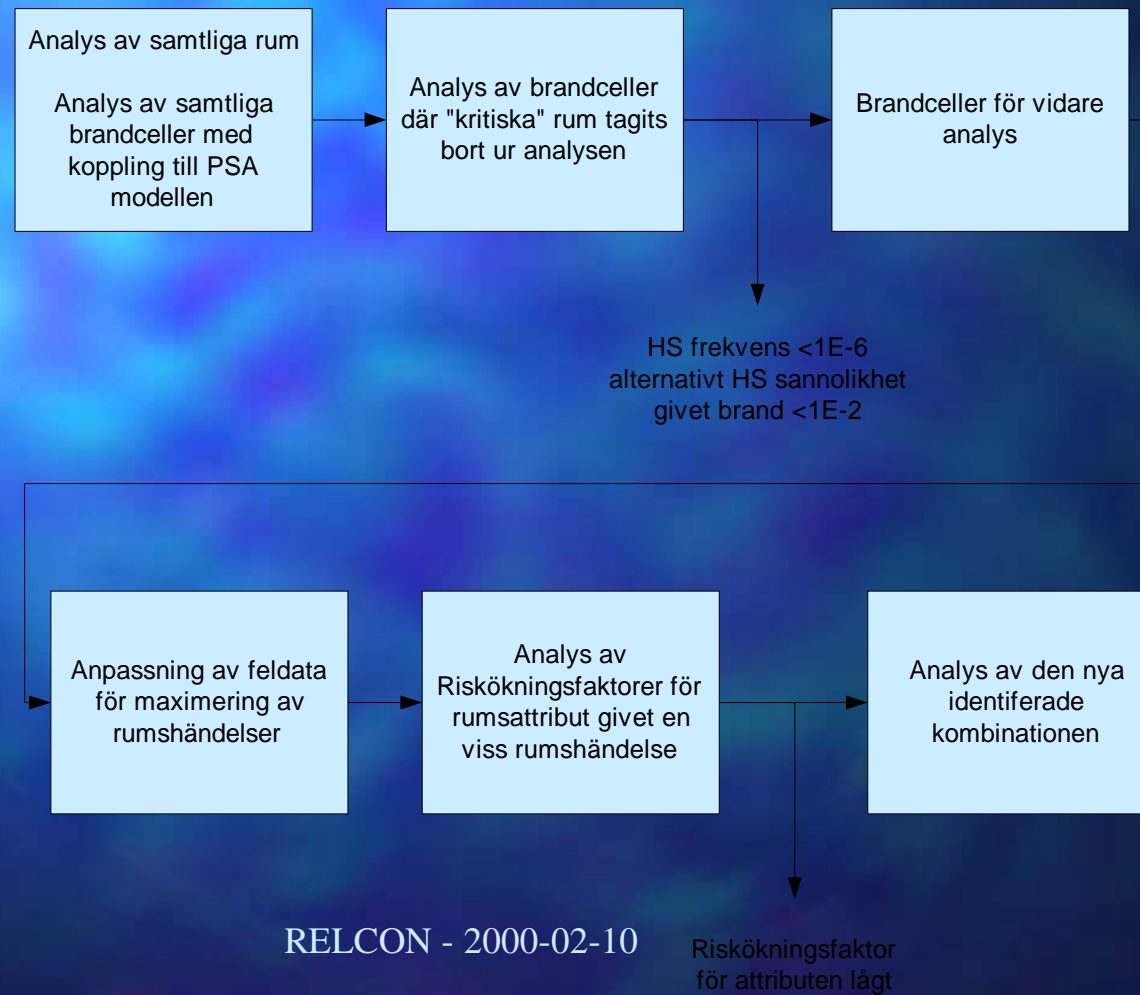 Analys av samtliga rum
Analys av samtliga
brandceller med
koppling till PSA
modellen
Analys av brandceller
där "kritiska" rum tagits
bort ur analysen
Brandceller för vidare
analys
HS frekvens <1E-6
alternativt HS sannolikhet
givet brand <1E-2
Anpassning av feldata
för maximering av
rumshändelser
Analys av
Riskökningsfaktorer för
rumsattribut givet en
viss rumshändelse
Analys av den nya
identiferade
kombinationen
RELCON - 2000-02-10
Riskökningsfaktor
för attributen lågt